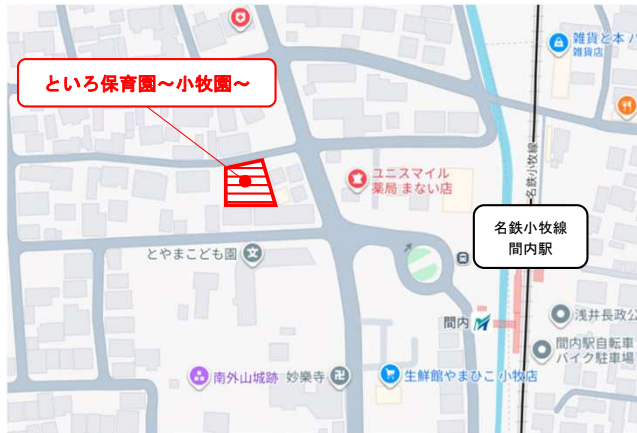 雑貨と本 ハ
雑貨店
といろ保育園～小牧園～
名鉄小牧線
ユニスマイル
薬局 まない店
名鉄小牧線
間内駅
とやまこども園
間内
浅井長政公
間内駅自転車
バイク駐車場
南外山城跡
妙樂寺
卍
生鮮館やまひこ 小牧店